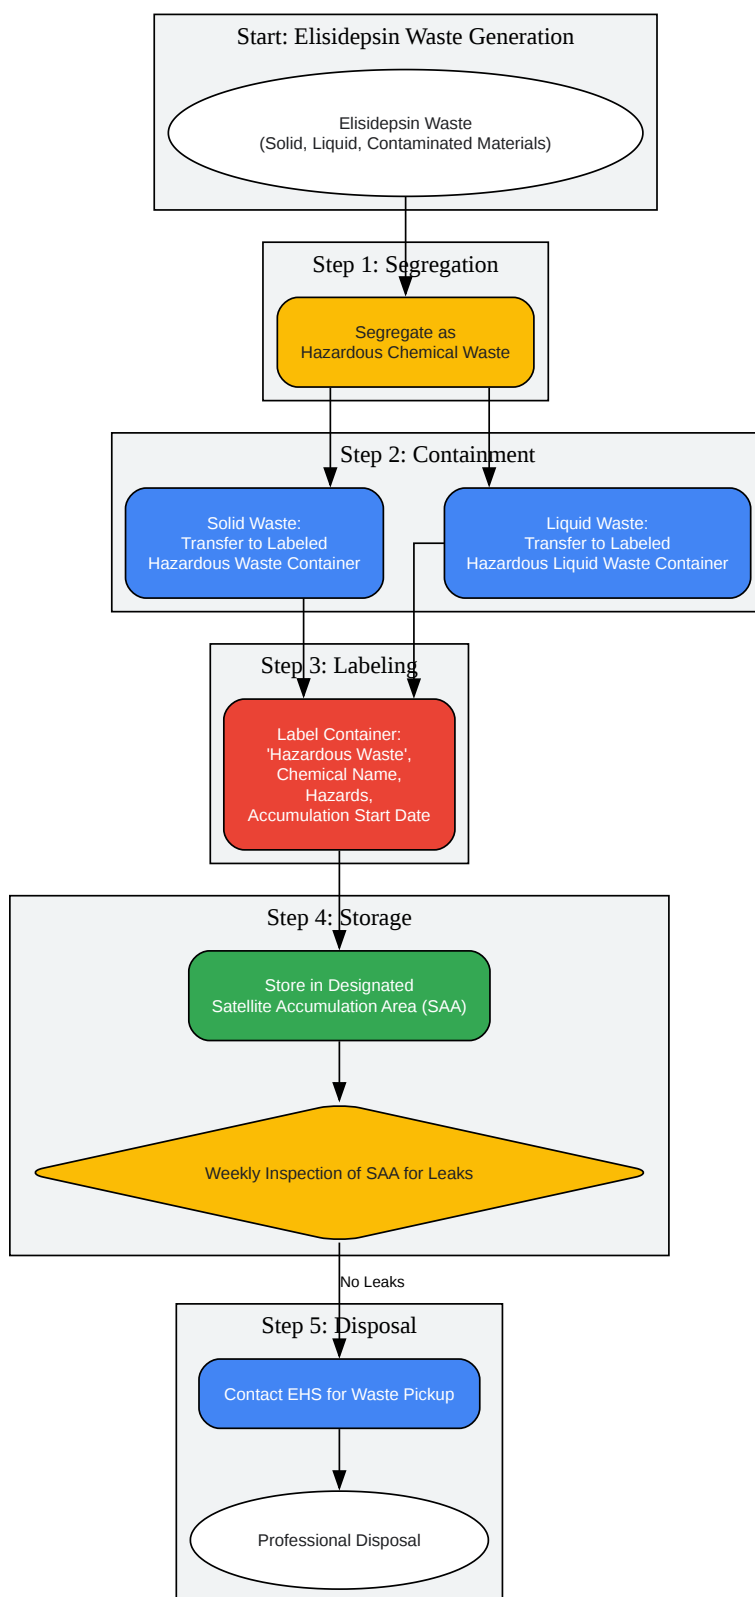 Start: Elisidepsin Waste Generation
Elisidepsin Waste
(Solid, Liquid, Contaminated Materials)
Step 1: Segregation
Segregate as
Hazardous Chemical Waste
Step 2: Containment
Solid Waste:
Transfer to Labeled
Hazardous Waste Container
Liquid Waste:
Transfer to Labeled
Hazardous Liquid Waste Container
Step 3: Labeling
Label Container:
'Hazardous Waste',
Chemical Name,
Hazards,
Accumulation Start Date
Step 4: Storage
Store in Designated
Satellite Accumulation Area (SAA)
Weekly Inspection of SAA for Leaks
No Leaks
Step 5: Disposal
Contact EHS for Waste Pickup
Professional Disposal